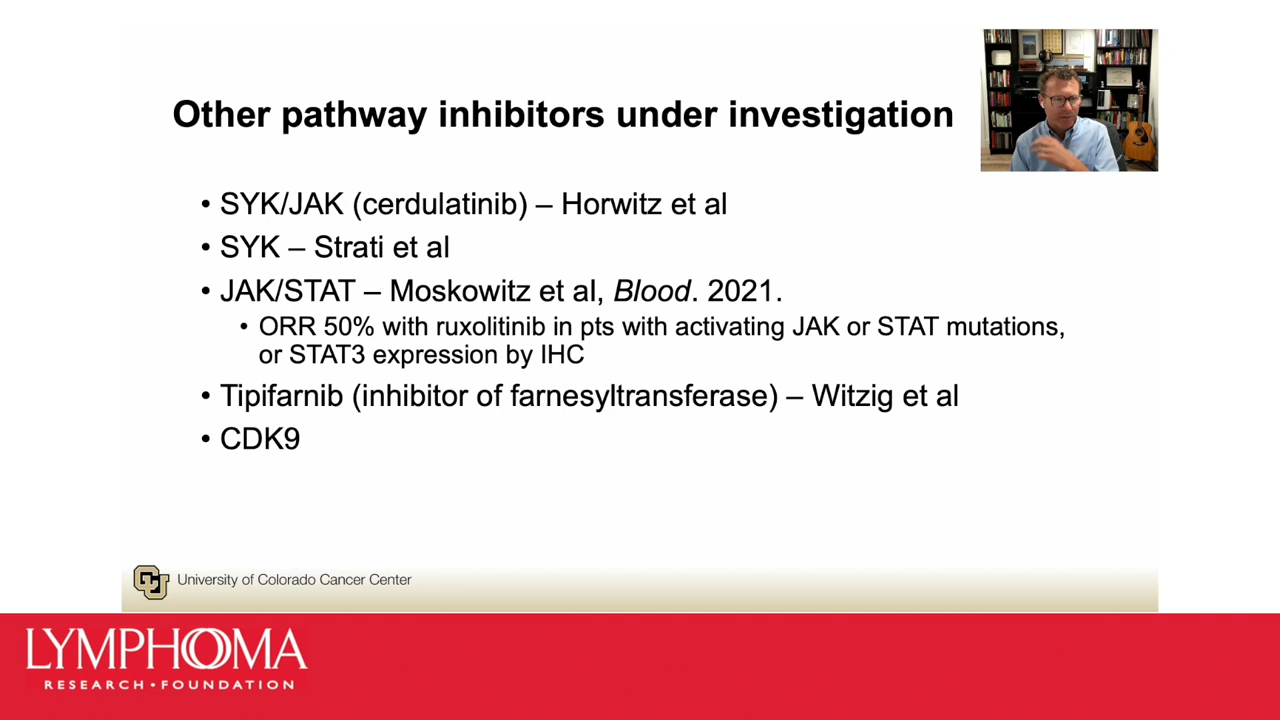 Other pathway inhibitors under investigation
• SYK/JAK (cerdulatinib) – Horwitz et al
• SYK – Strati et al
• JAK/STAT – Moskowitz et al, Blood. 2021.
• ORR 50% with ruxolitinib in pts with activating JAK or STAT mutations,
or STAT3 expression by IHC
• Tipifarnib (inhibitor of farnesyltransferase) – Witzig et al
• CDK9
CU University of Colorado Cancer Center
LYMPHOMA
RESEARCH • FOUNDATION